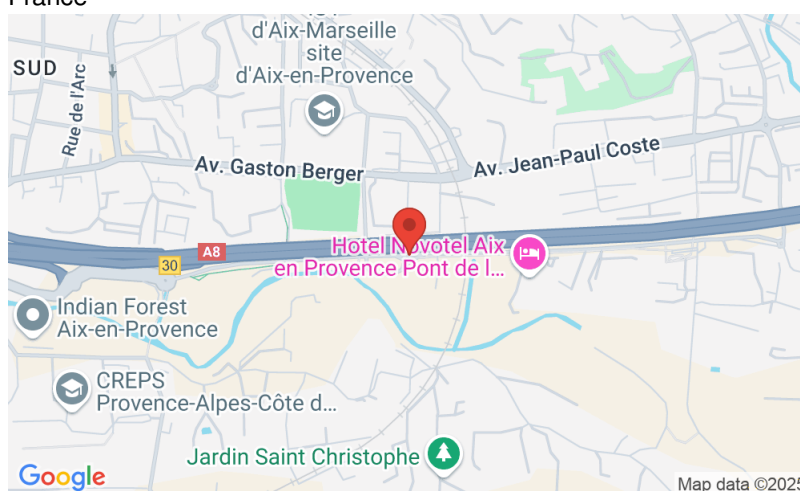 France
d'Aix-Marseille
site
d'Aix-en-Provence
SUD
Rue de l'Arc
Av. Gaston Berger
Av. Jean-Paul Coste
A8
30
Hotel Novotel Aix
en Provence Pont de l...
Indian Forest
Aix-en-Provence
CREPS
Provence-Alpes-Côte d...
Jardin Saint Christophe
Google
Map data ©2025